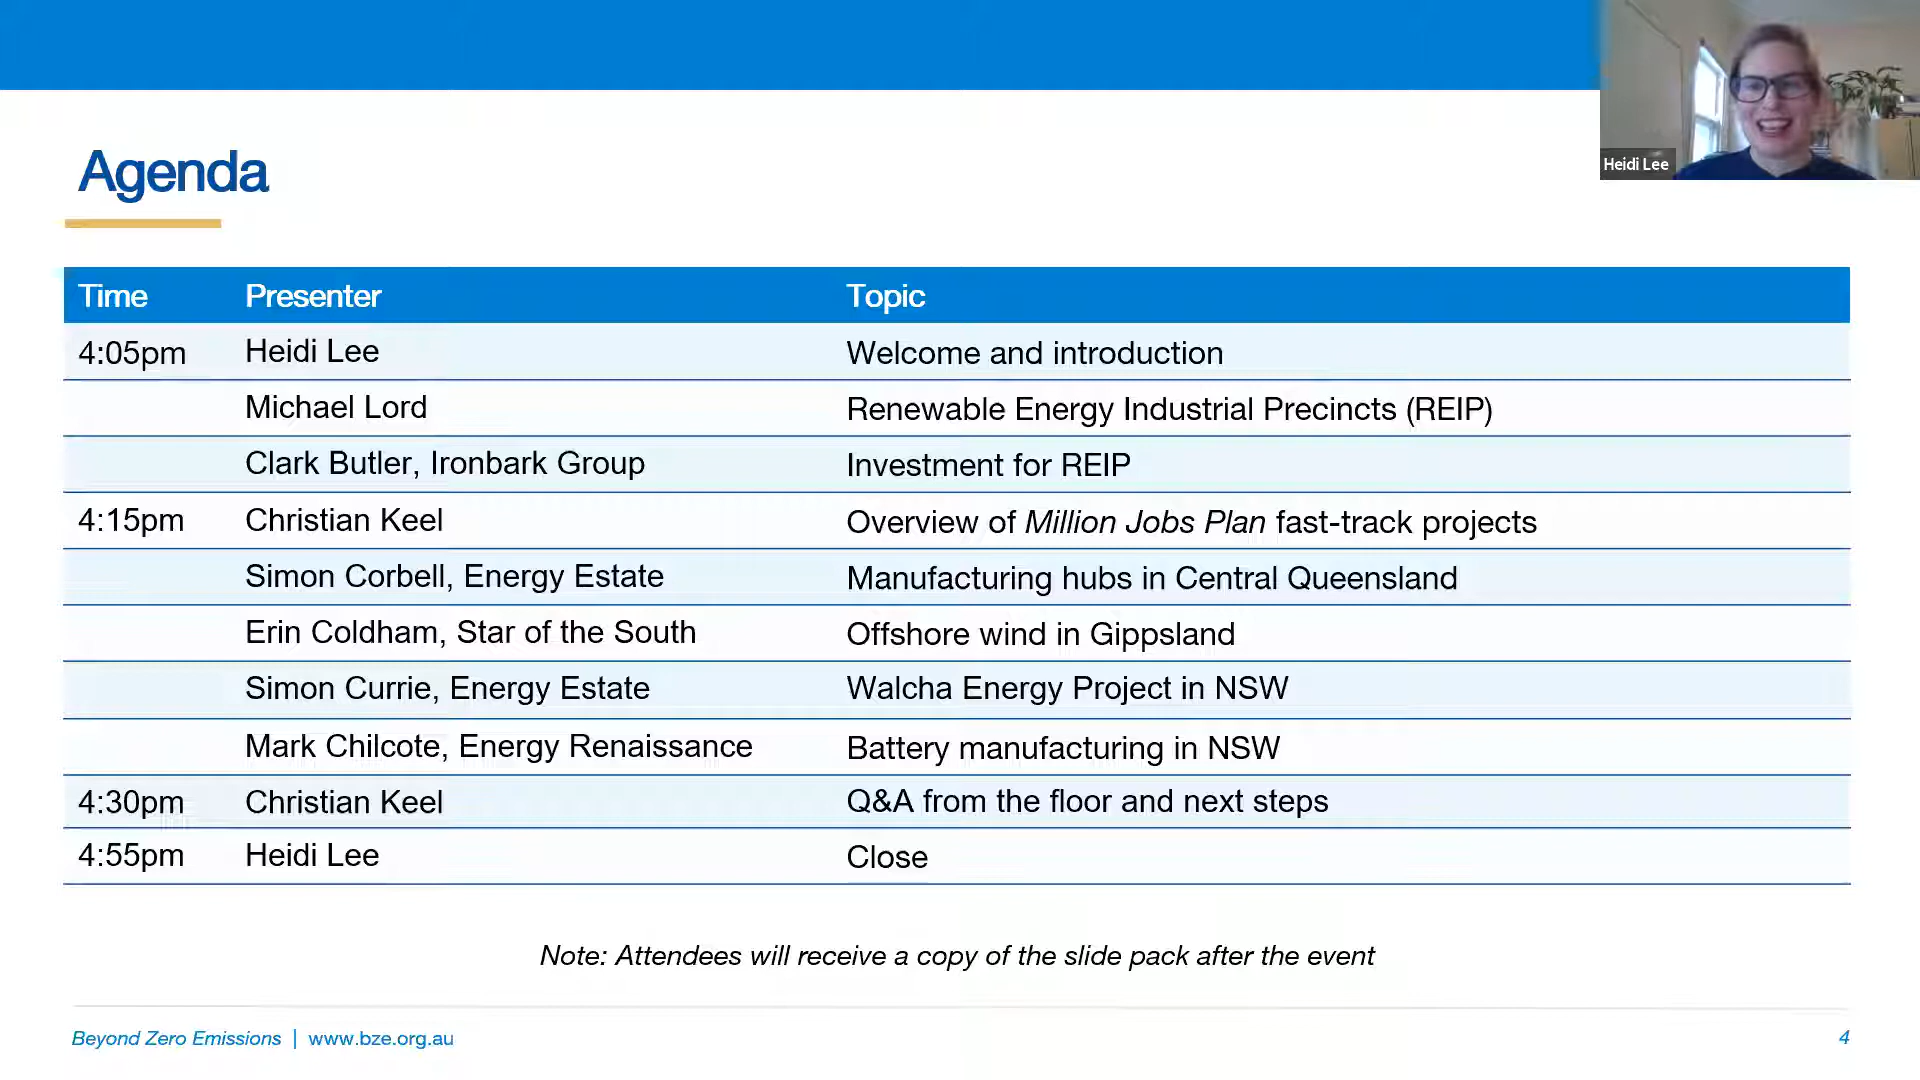 Heidi Lee
Agenda
Time Presenter Topic
4:05pm Heidi Lee Welcome and introduction
Michael Lord Renewable Energy Industrial Precincts (REIP)
Clark Butler, Ironbark Group Investment for REIP
4:15pm Christian Keel Overview of Million Jobs Plan fast-track projects
Simon Corbell, Energy Estate Manufacturing hubs in Central Queensland
Erin Coldham, Star of the South Offshore wind in Gippsland
Simon Currie, Energy Estate Walcha Energy Project in NSW
Mark Chilcote, Energy Renaissance Battery manufacturing in NSW
4:30pm Christian Keel Q&A from the floor and next steps
4:55pm Heidi Lee Close
Note: Attendees will receive a copy of the slide pack after the event
Beyond Zero Emissions | www.bze.org.au 4